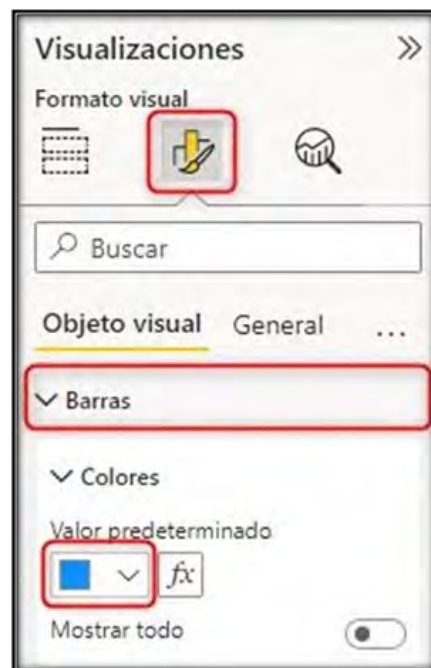 Visualizaciones
Formato visual
Buscar
Objeto visual General ...
Barras
Colores
Valor predeterminado
fx
Mostrar todo